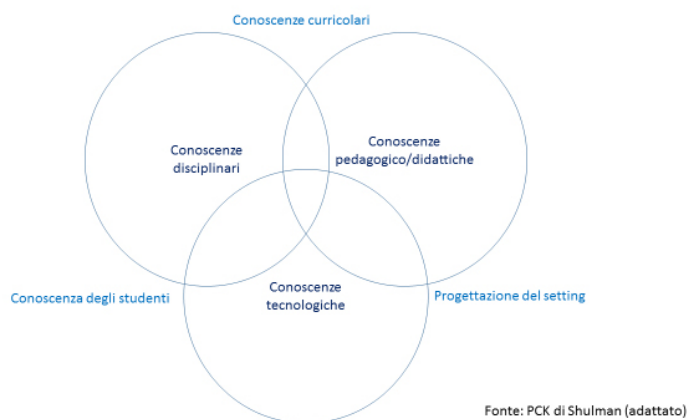 Conoscenze curricolari
Conoscenze
disciplinari
Conoscenze
pedagogico/didattiche
Conoscenze
tecnologiche
Conoscenza degli studenti
Progettazione del setting
Fonte: PCK di Shulman (adattato)